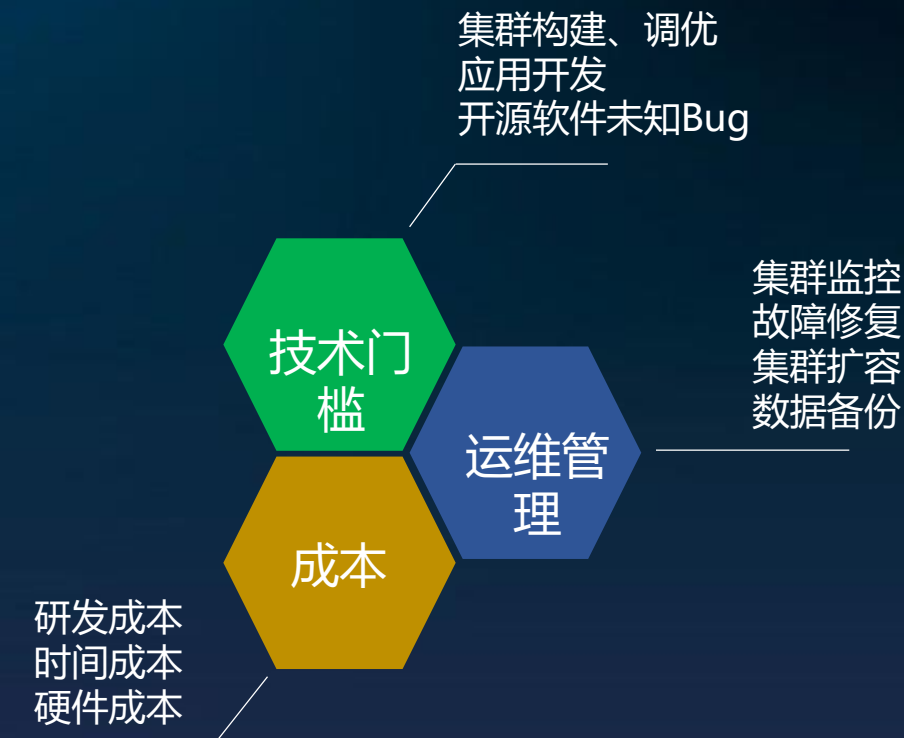 集群构建、调优
应用开发
开源软件未知Bug
技术门
槛
集群监控
故障修复
集群扩容
数据备份
运维管
理
成本
研发成本
时间成本
硬件成本